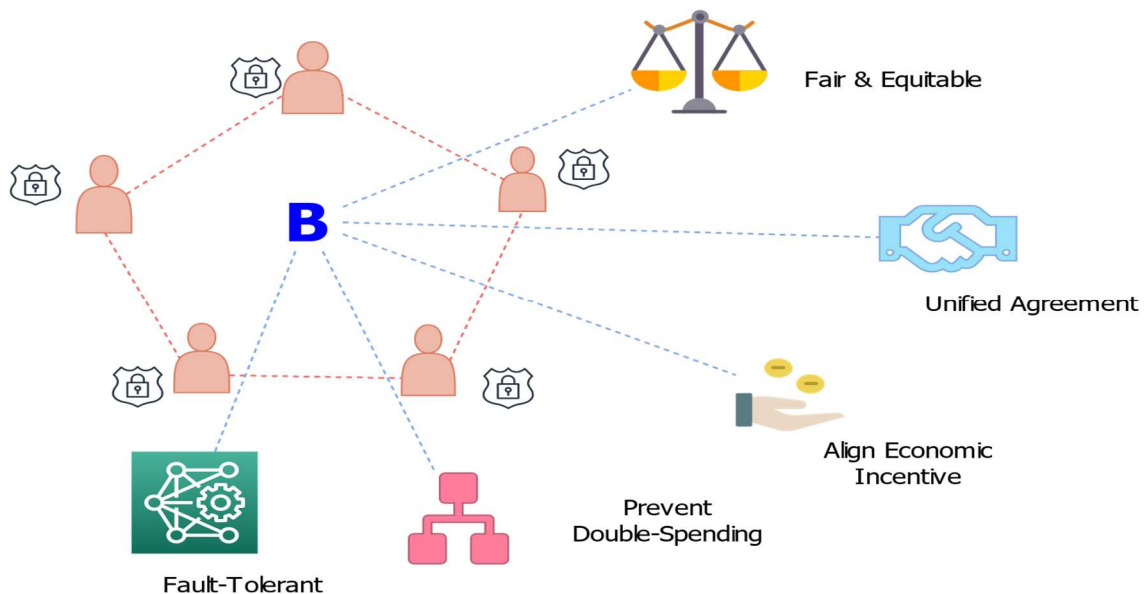 Fair & Equitable
B
Unified Agreement
Align Economic
Incentive
Prevent
Double-Spending
Fault-Tolerant